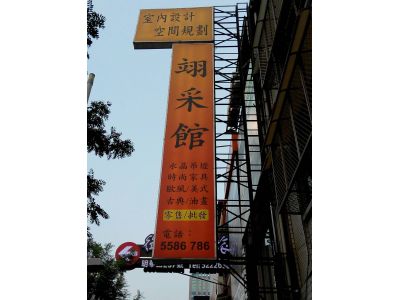 室內設計
空間規劃
翊采館
水晶吊燈
時尚家具
歐風/美式
古典/油畫
零售/批發
電話：
5586 786